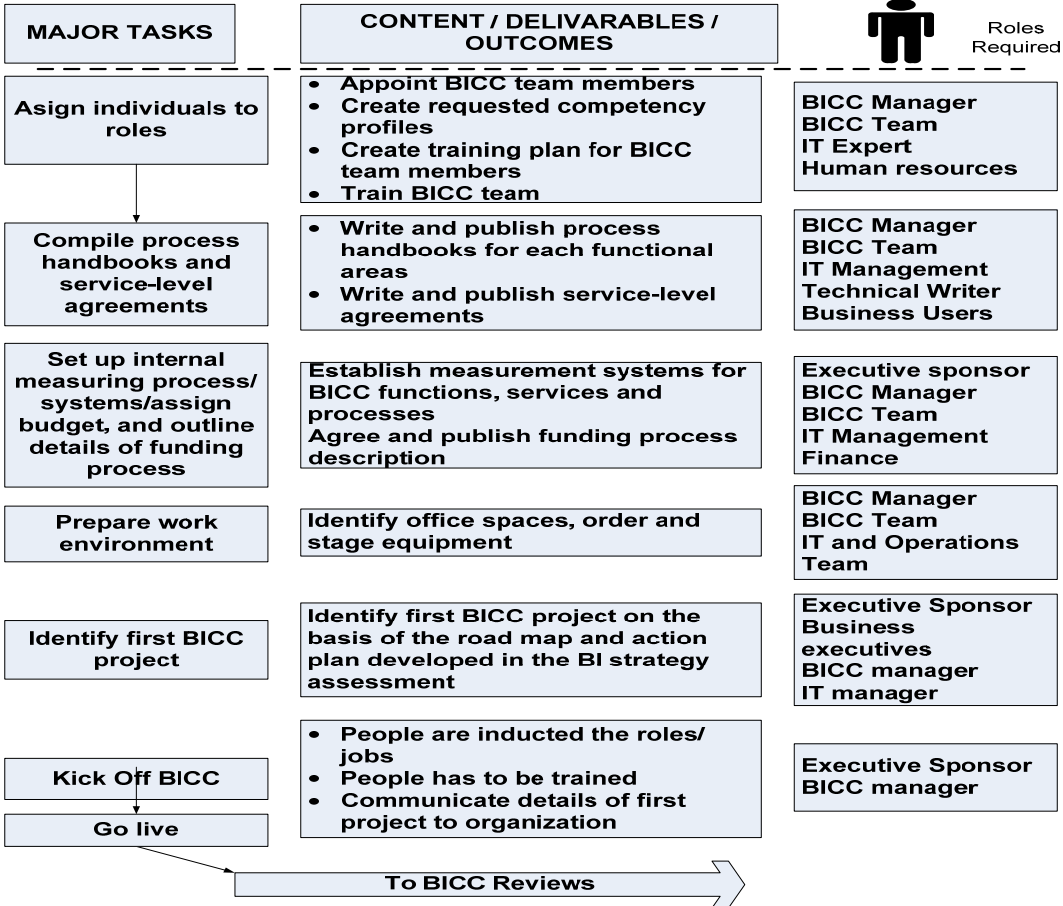 MAJOR TASKS
CONTENT / DELIVARABLES /
OUTCOMES
Roles
Required
Asign individuals to
roles
• Appoint BICC team members
• Create requested competency
profiles
• Create training plan for BICC
team members
• Train BICC team
BICC Manager
BICC Team
IT Expert
Human resources
Compile process
handbooks and
service-level
agreements
• Write and publish process
handbooks for each functional
areas
• Write and publish service-level
agreements
BICC Manager
BICC Team
IT Management
Technical Writer
Business Users
Set up internal
measuring process/
systems/assign
budget, and outline
details of funding
process
Establish measurement systems for
BICC functions, services and
processes
Agree and publish funding process
description
Executive sponsor
BICC Manager
BICC Team
IT Management
Finance
Prepare work
environment
Identify office spaces, order and
stage equipment
BICC Manager
BICC Team
IT and Operations
Team
Identify first BICC
project
Identify first BICC project on the
basis of the road map and action
plan developed in the BI strategy
assessment
Executive Sponsor
Business
executives
BICC manager
IT manager
Kick Off BICC
• People are inducted the roles/
jobs
• People has to be trained
• Communicate details of first
project to organization
Executive Sponsor
BICC manager
Go live
To BICC Reviews